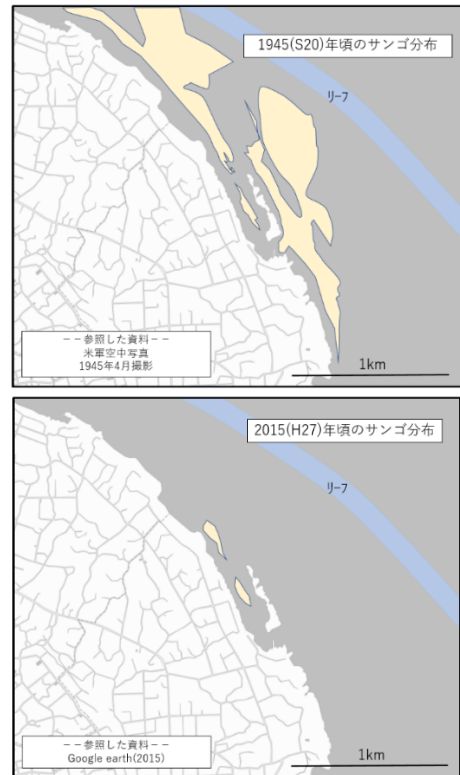 1945(S20)年頃のサンゴ分布
リーフ
－－参照した資料－－
米軍空中写真
1945年4月撮影
1km
2015(H27)年頃のサンゴ分布
リーフ
－－参照した資料－－
Google earth(2015)
1km